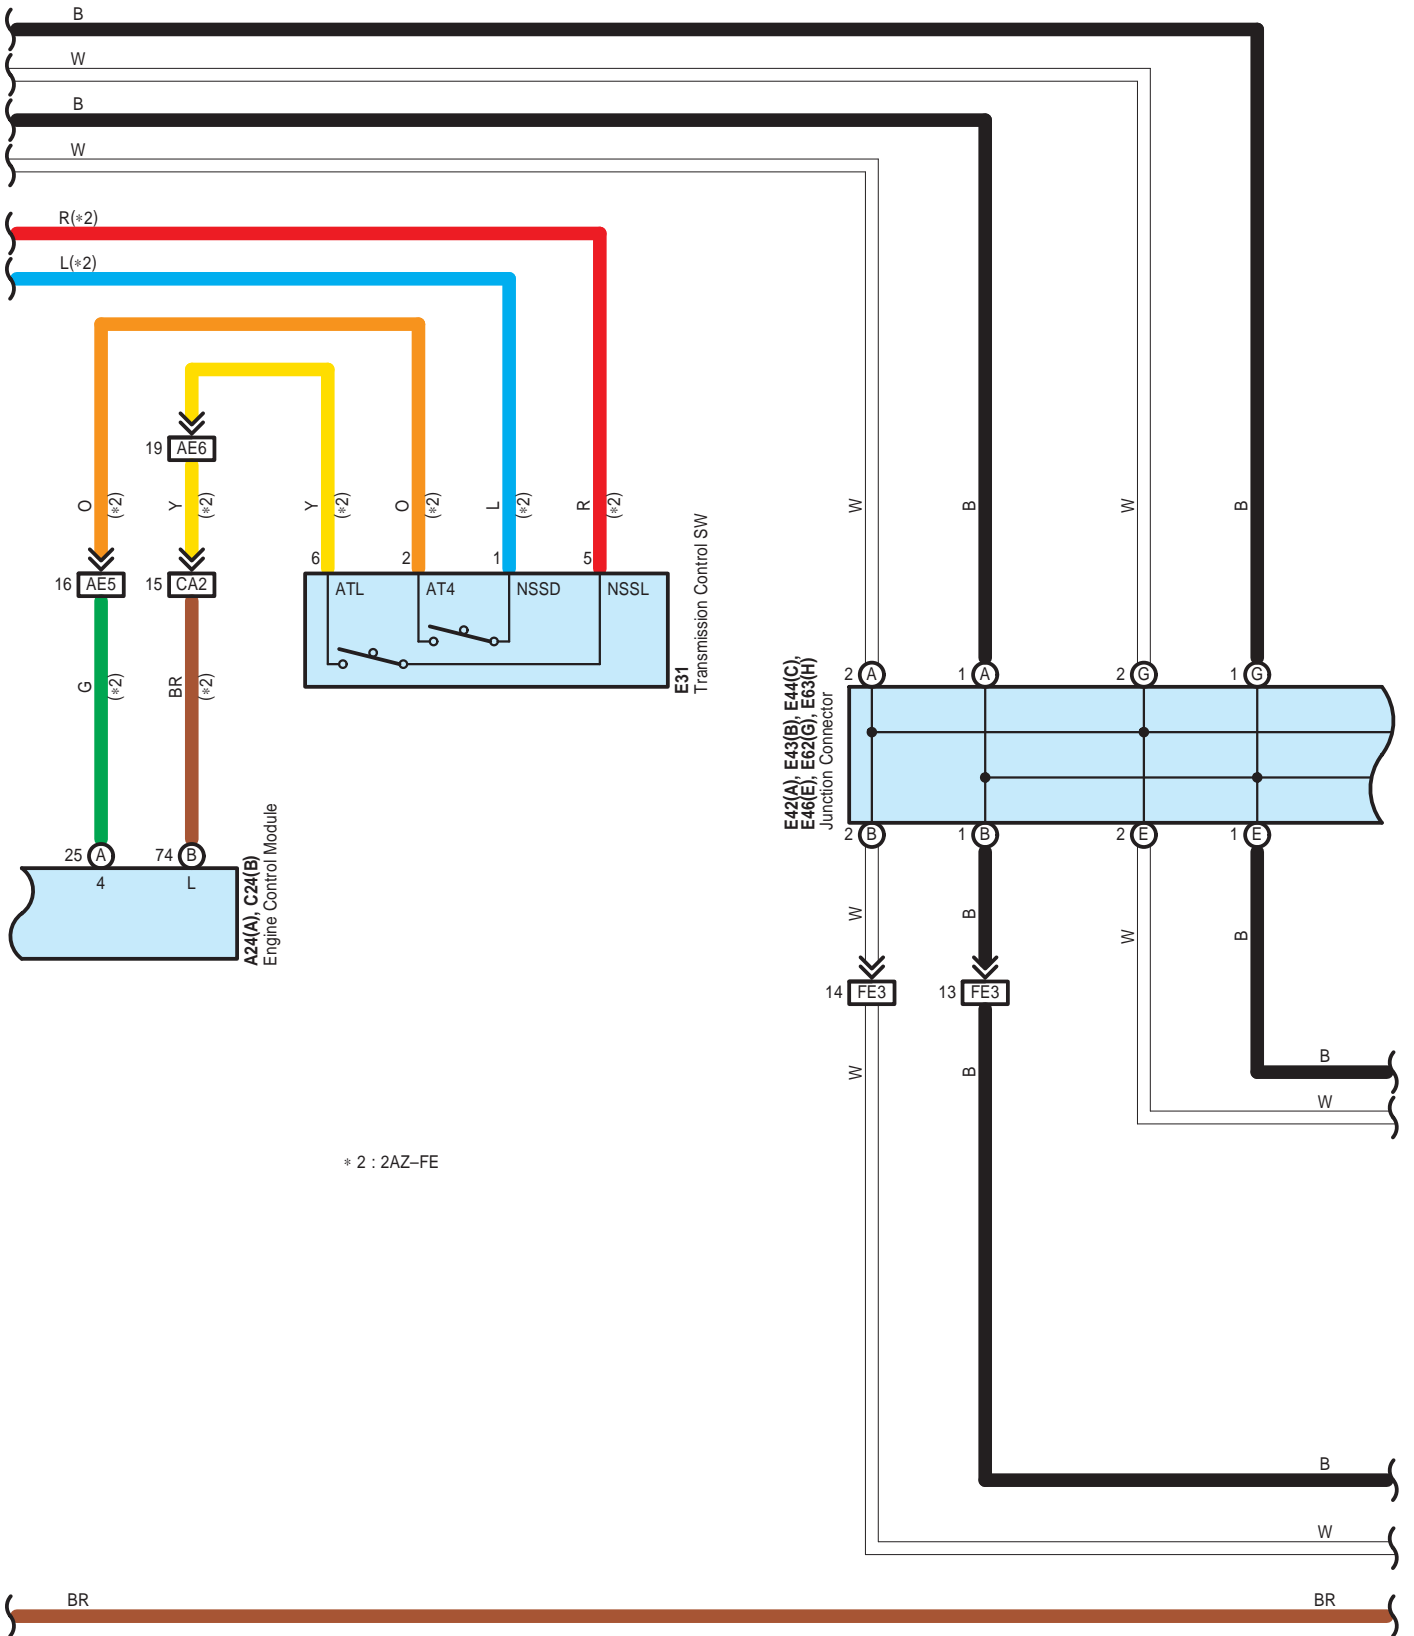 B
W
B
W
R(*2)
L(*2)
19 AE6
O (*2)
Y (*2)
Y (*2)
O (*2)
L (*2)
R (*2)
W
B
W
B
16 AE5
15 CA2
6 2 1 5
ATL AT4 NSSD NSSL
E31
Transmission Control SW
G (*2)
BR (*2)
2 A 1 A 2 G 1 G
E42(A), E43(B), E44(C),
E46(E), E62(G), E63(H)
Junction Connector
2 B 1 B 2 E 1 E
25 A 74 B
4 L
A24(A), C24(B)
Engine Control Module
W
B
W
B
14 FE3
13 FE3
W
B
B
W
* 2 : 2AZ–FE
B
W
BR BR